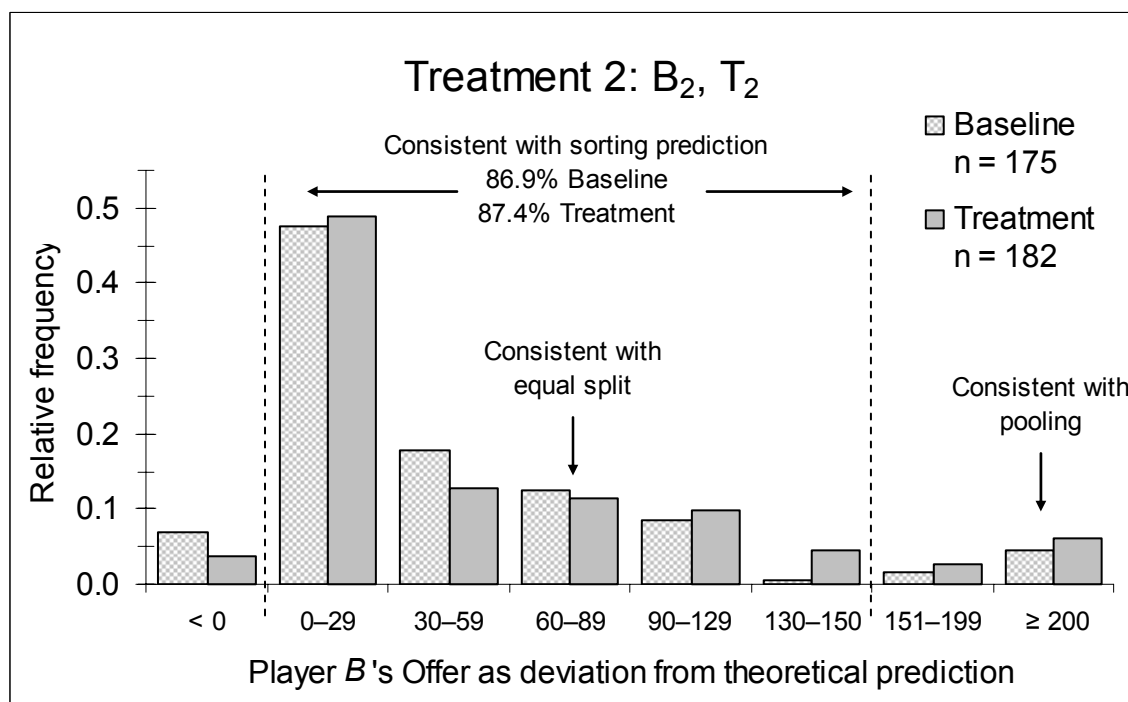 Treatment 2: B2, T2
Baseline
n = 175
Treatment
n = 182
Consistent with sorting prediction
86.9% Baseline
87.4% Treatment
Consistent with
equal split
Consistent with
pooling
Relative frequency
0.5
0.4
0.3
0.2
0.1
0.0
< 0
0–29
30–59
60–89
90–129
130–150
151–199
≥ 200
Player B's Offer as deviation from theoretical prediction